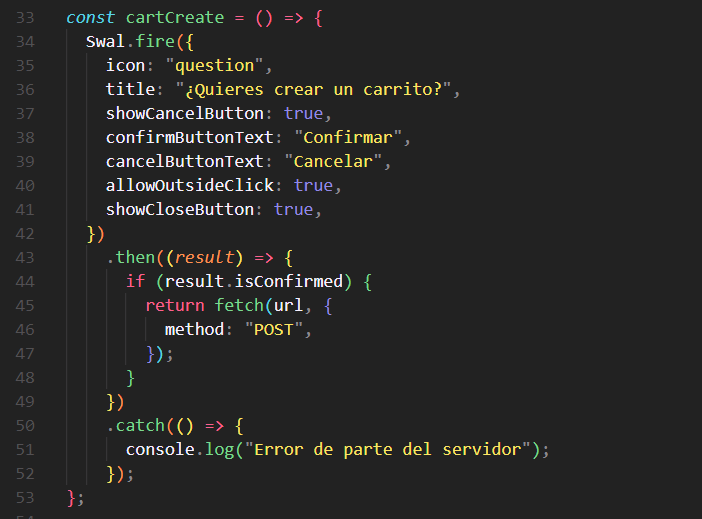 33 const cartCreate = () => {
34 Swal.fire({
35 icon: "question",
36 title: "¿Quieres crear un carrito?",
37 showCancelButton: true,
38 confirmButtonText: "Confirmar",
39 cancelButtonText: "Cancelar",
40 allowOutsideClick: true,
41 showCloseButton: true,
42 })
43 .then((result) => {
44 if (result.isConfirmed) {
45 return fetch(url, {
46 method: "POST",
47 });
48 }
49 })
50 .catch(() => {
51 console.log("Error de parte del servidor");
52 });
53 };